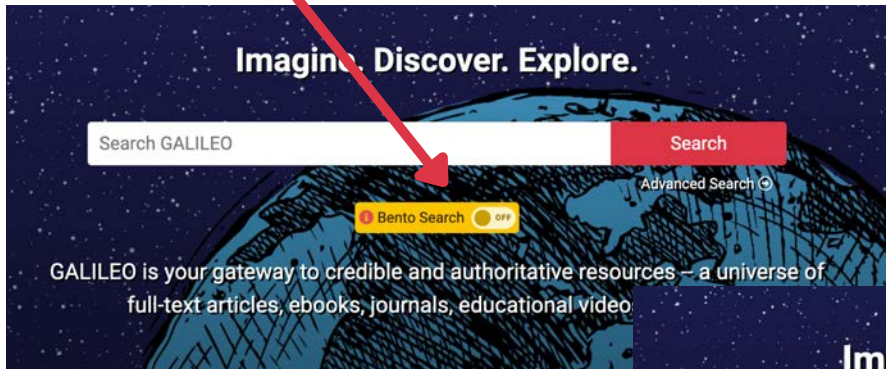 Imagine. Discover. Explore.
Search GALILEO
Search
Advanced Search
Bento Search OFF
GALILEO is your gateway to credible and authoritative resources – a universe of
full-text articles, ebooks, journals, educational video
Im